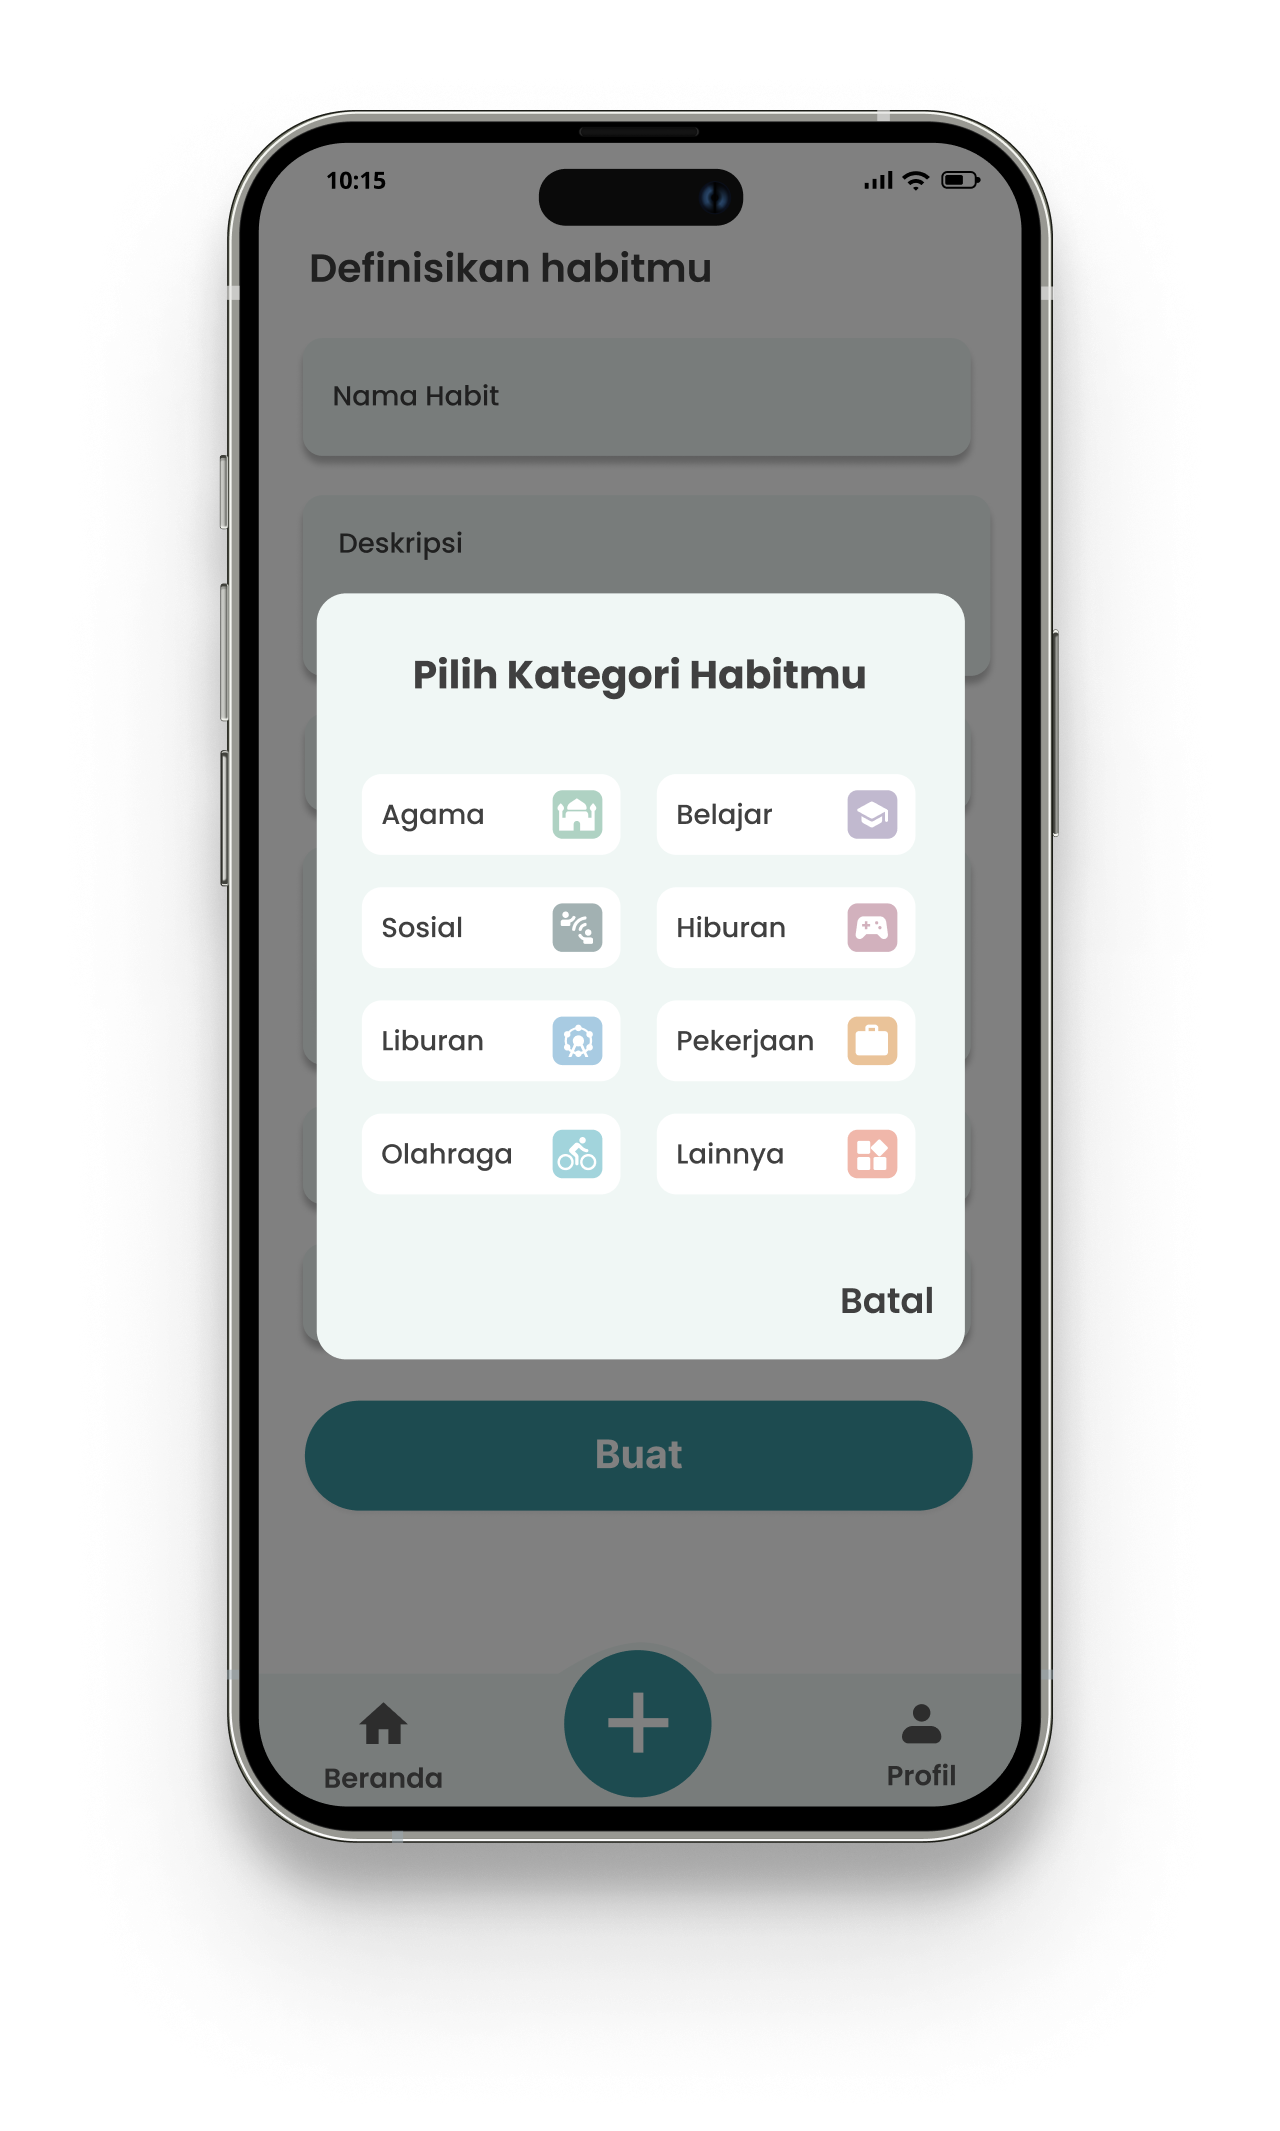 10:15
Definisikan habitmu
Nama Habit
Deskripsi
Pilih Kategori Habitmu
Agama
Belajar
Sosial
Hiburan
Liburan
Pekerjaan
Olahraga
Lainnya
Batal
Buat
Beranda
Profil